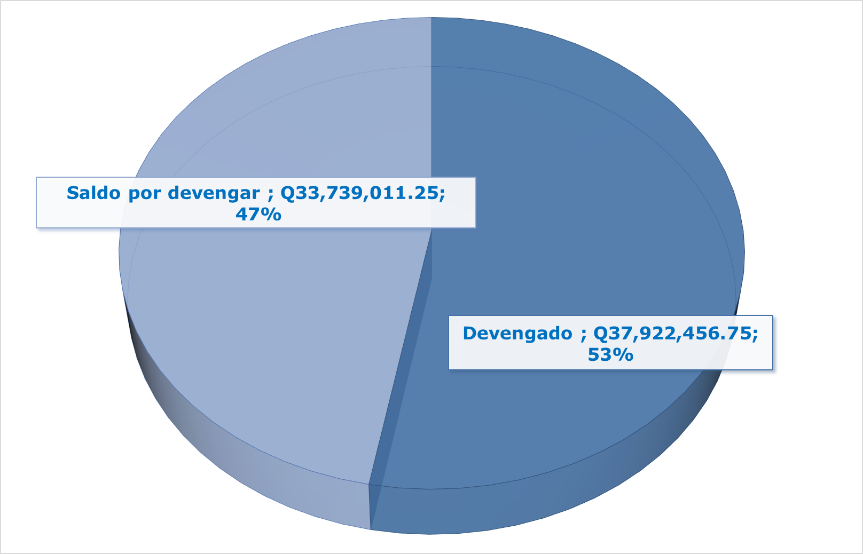 Saldo por devengar ; Q33,739,011.25;
47%
Devengado ; Q37,922,456.75;
53%